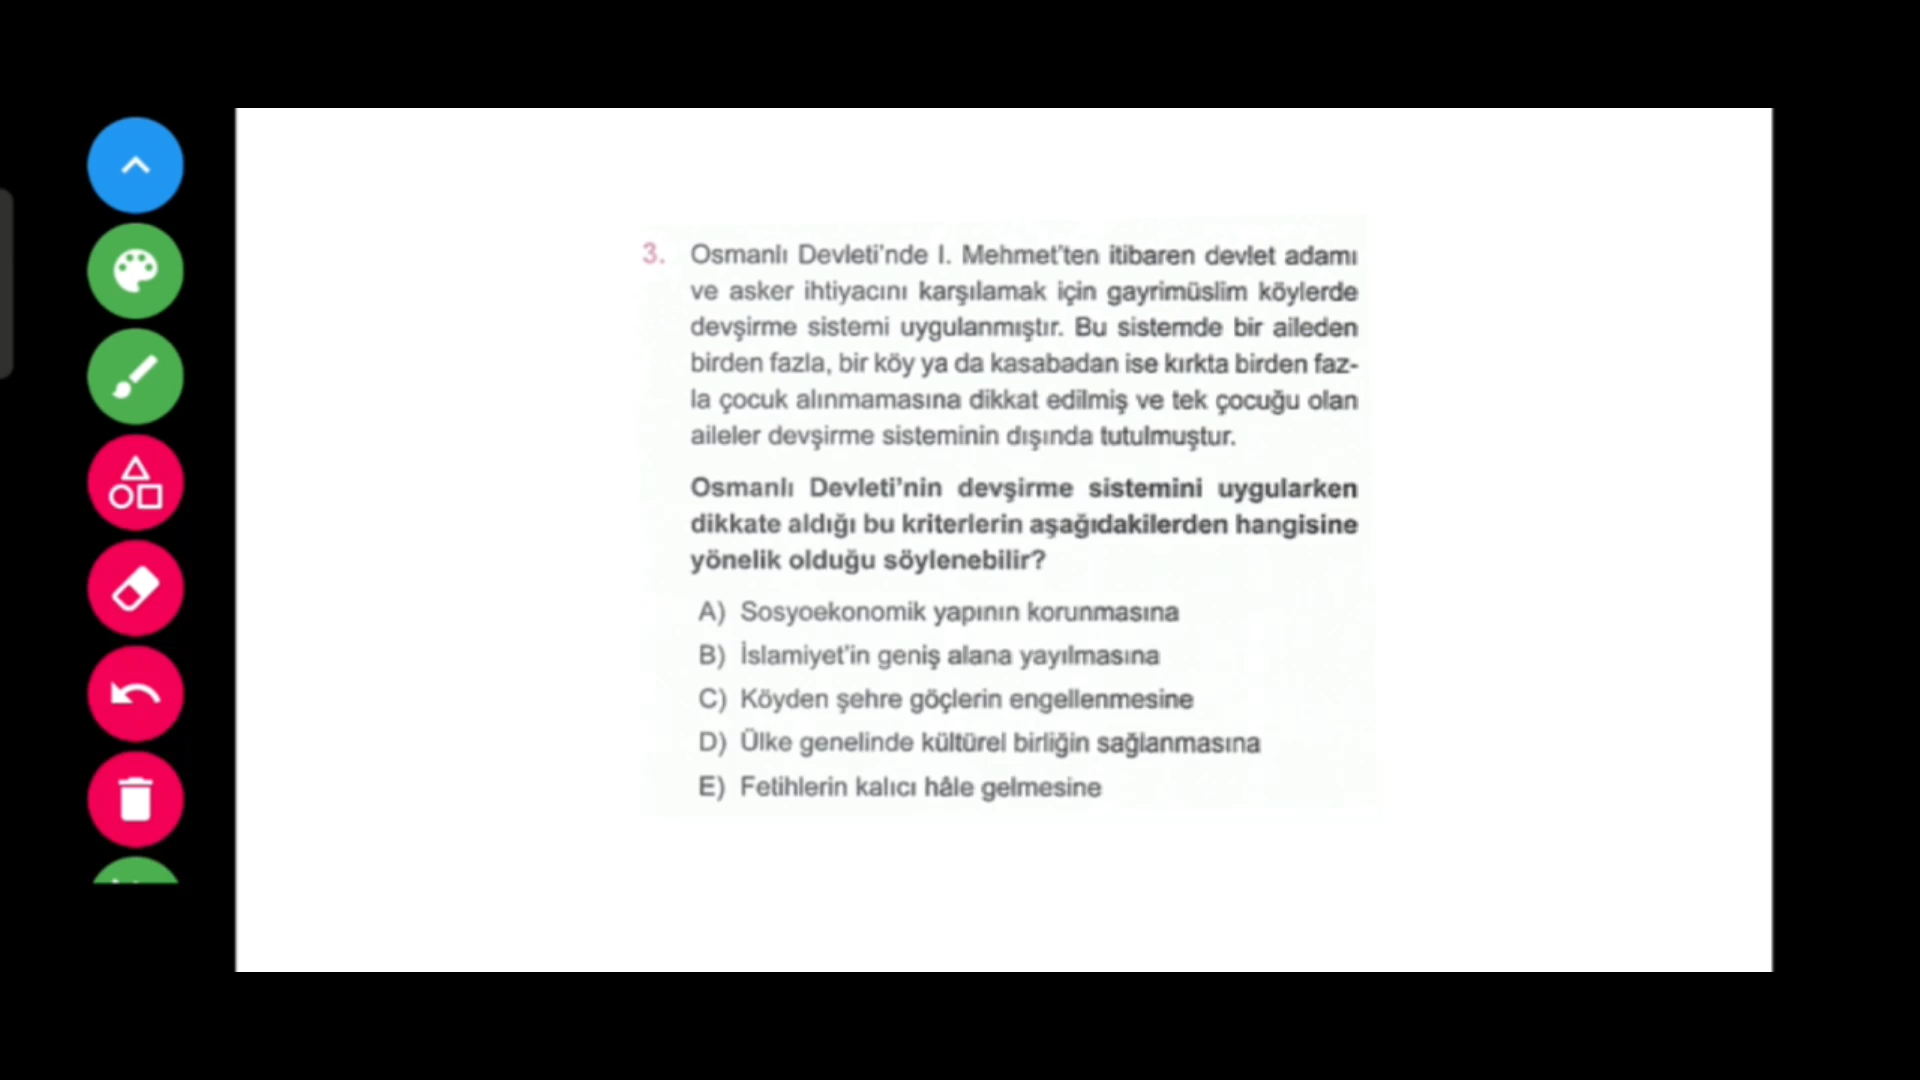 3. Osmanlı Devleti'nde I. Mehmet'ten itibaren devlet adamı
ve asker ihtiyacını karşılamak için gayrimüslim köylerde
devşirme sistemi uygulanmıştır. Bu sistemde bir aileden
birden fazla, bir köy ya da kasabadan ise kırkta birden faz-
la çocuk alınmamasına dikkat edilmiş ve tek çocuğu olan
aileler devşirme sisteminin dışında tutulmuştur.
Osmanlı Devleti'nin devşirme sistemini uygularken
dikkate aldığı bu kriterlerin aşağıdakilerden hangisine
yönelik olduğu söylenebilir?
A) Sosyoekonomik yapının korunmasına
B) İslamiyet'in geniş alana yayılmasına
C) Köyden şehre göçlerin engellenmesine
D) Ülke genelinde kültürel birliğin sağlanmasına
E) Fetihlerin kalıcı hâle gelmesine